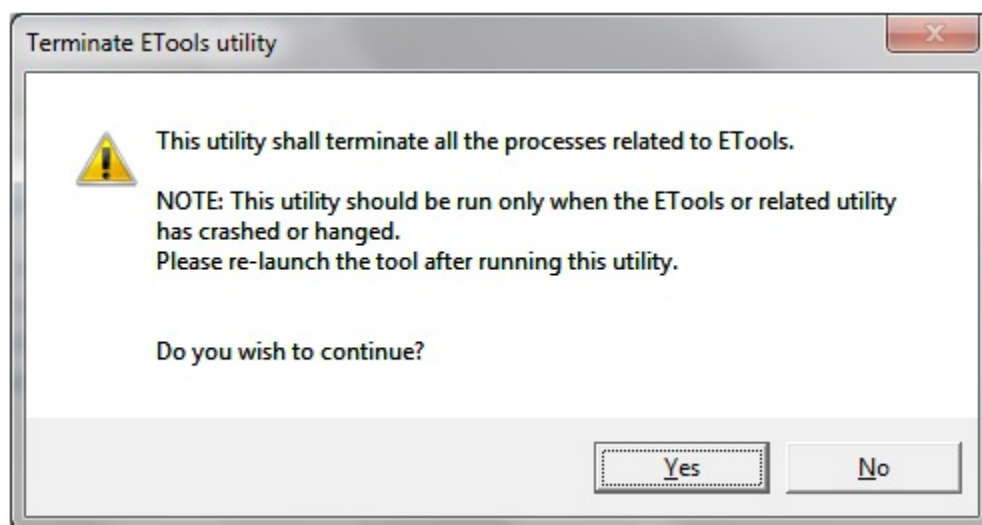 Terminate ETools utility
This utility shall terminate all the processes related to ETools.
NOTE: This utility should be run only when the ETools or related utility
has crashed or hanged.
Please re-launch the tool after running this utility.
Do you wish to continue?
Yes
No